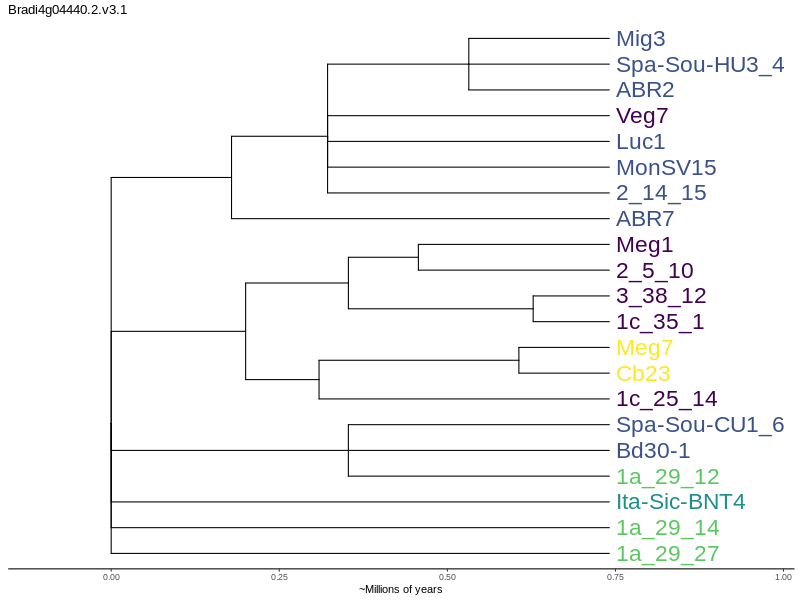 Bradi4g04440.2.v3.1
Mig3
Spa-Sou-HU3_4
ABR2
Veg7
Luc1
MonSV15
2_14_15
ABR7
Meg1
2_5_10
3_38_12
1c_35_1
Meg7
Cb23
1c_25_14
Spa-Sou-CU1_6
Bd30-1
1a_29_12
Ita-Sic-BNT4
1a_29_14
1a_29_27
0.00 0.25 0.50 0.75 1.00
~Millions of years